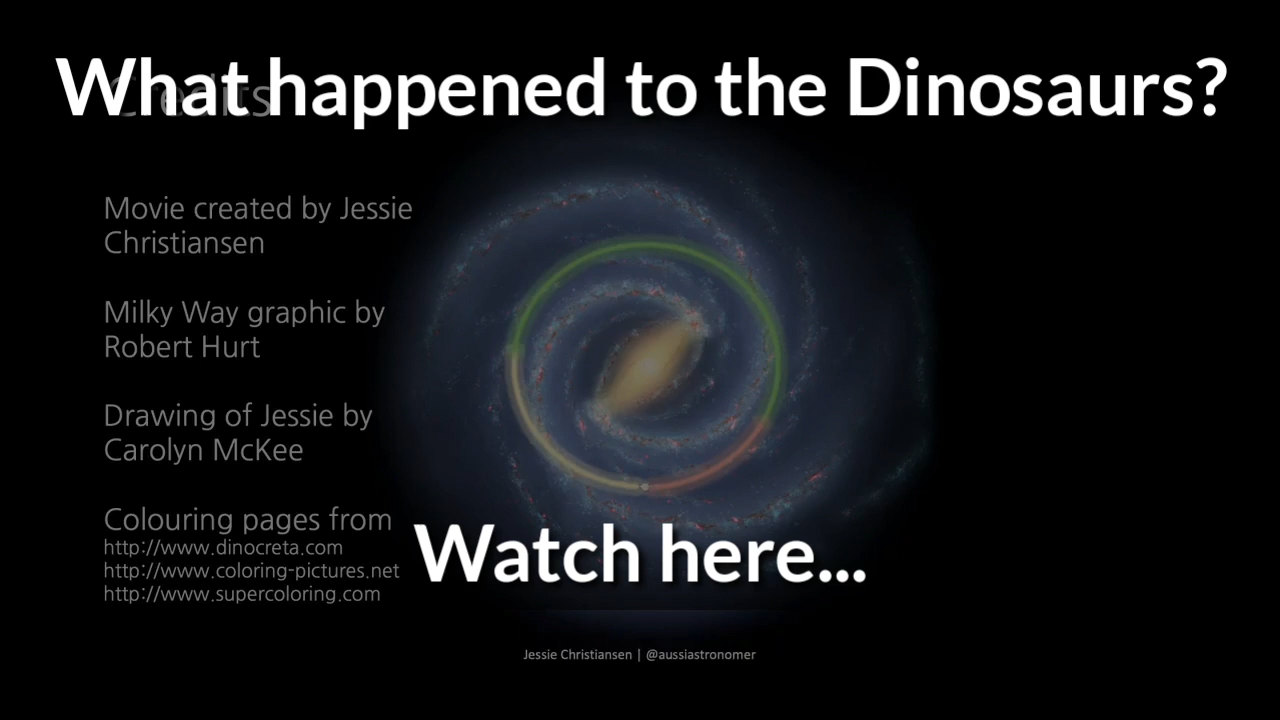 What happened to the Dinosaurs?
Credits
Movie created by Jessie
Christiansen
Milky Way graphic by
Robert Hurt
Drawing of Jessie by
Carolyn McKee
Colouring pages from
http://www.dinocreta.com
http://www.coloring-pictures.net
http://www.supercoloring.com
Watch here...
Jessie Christiansen | @aussiastronomer